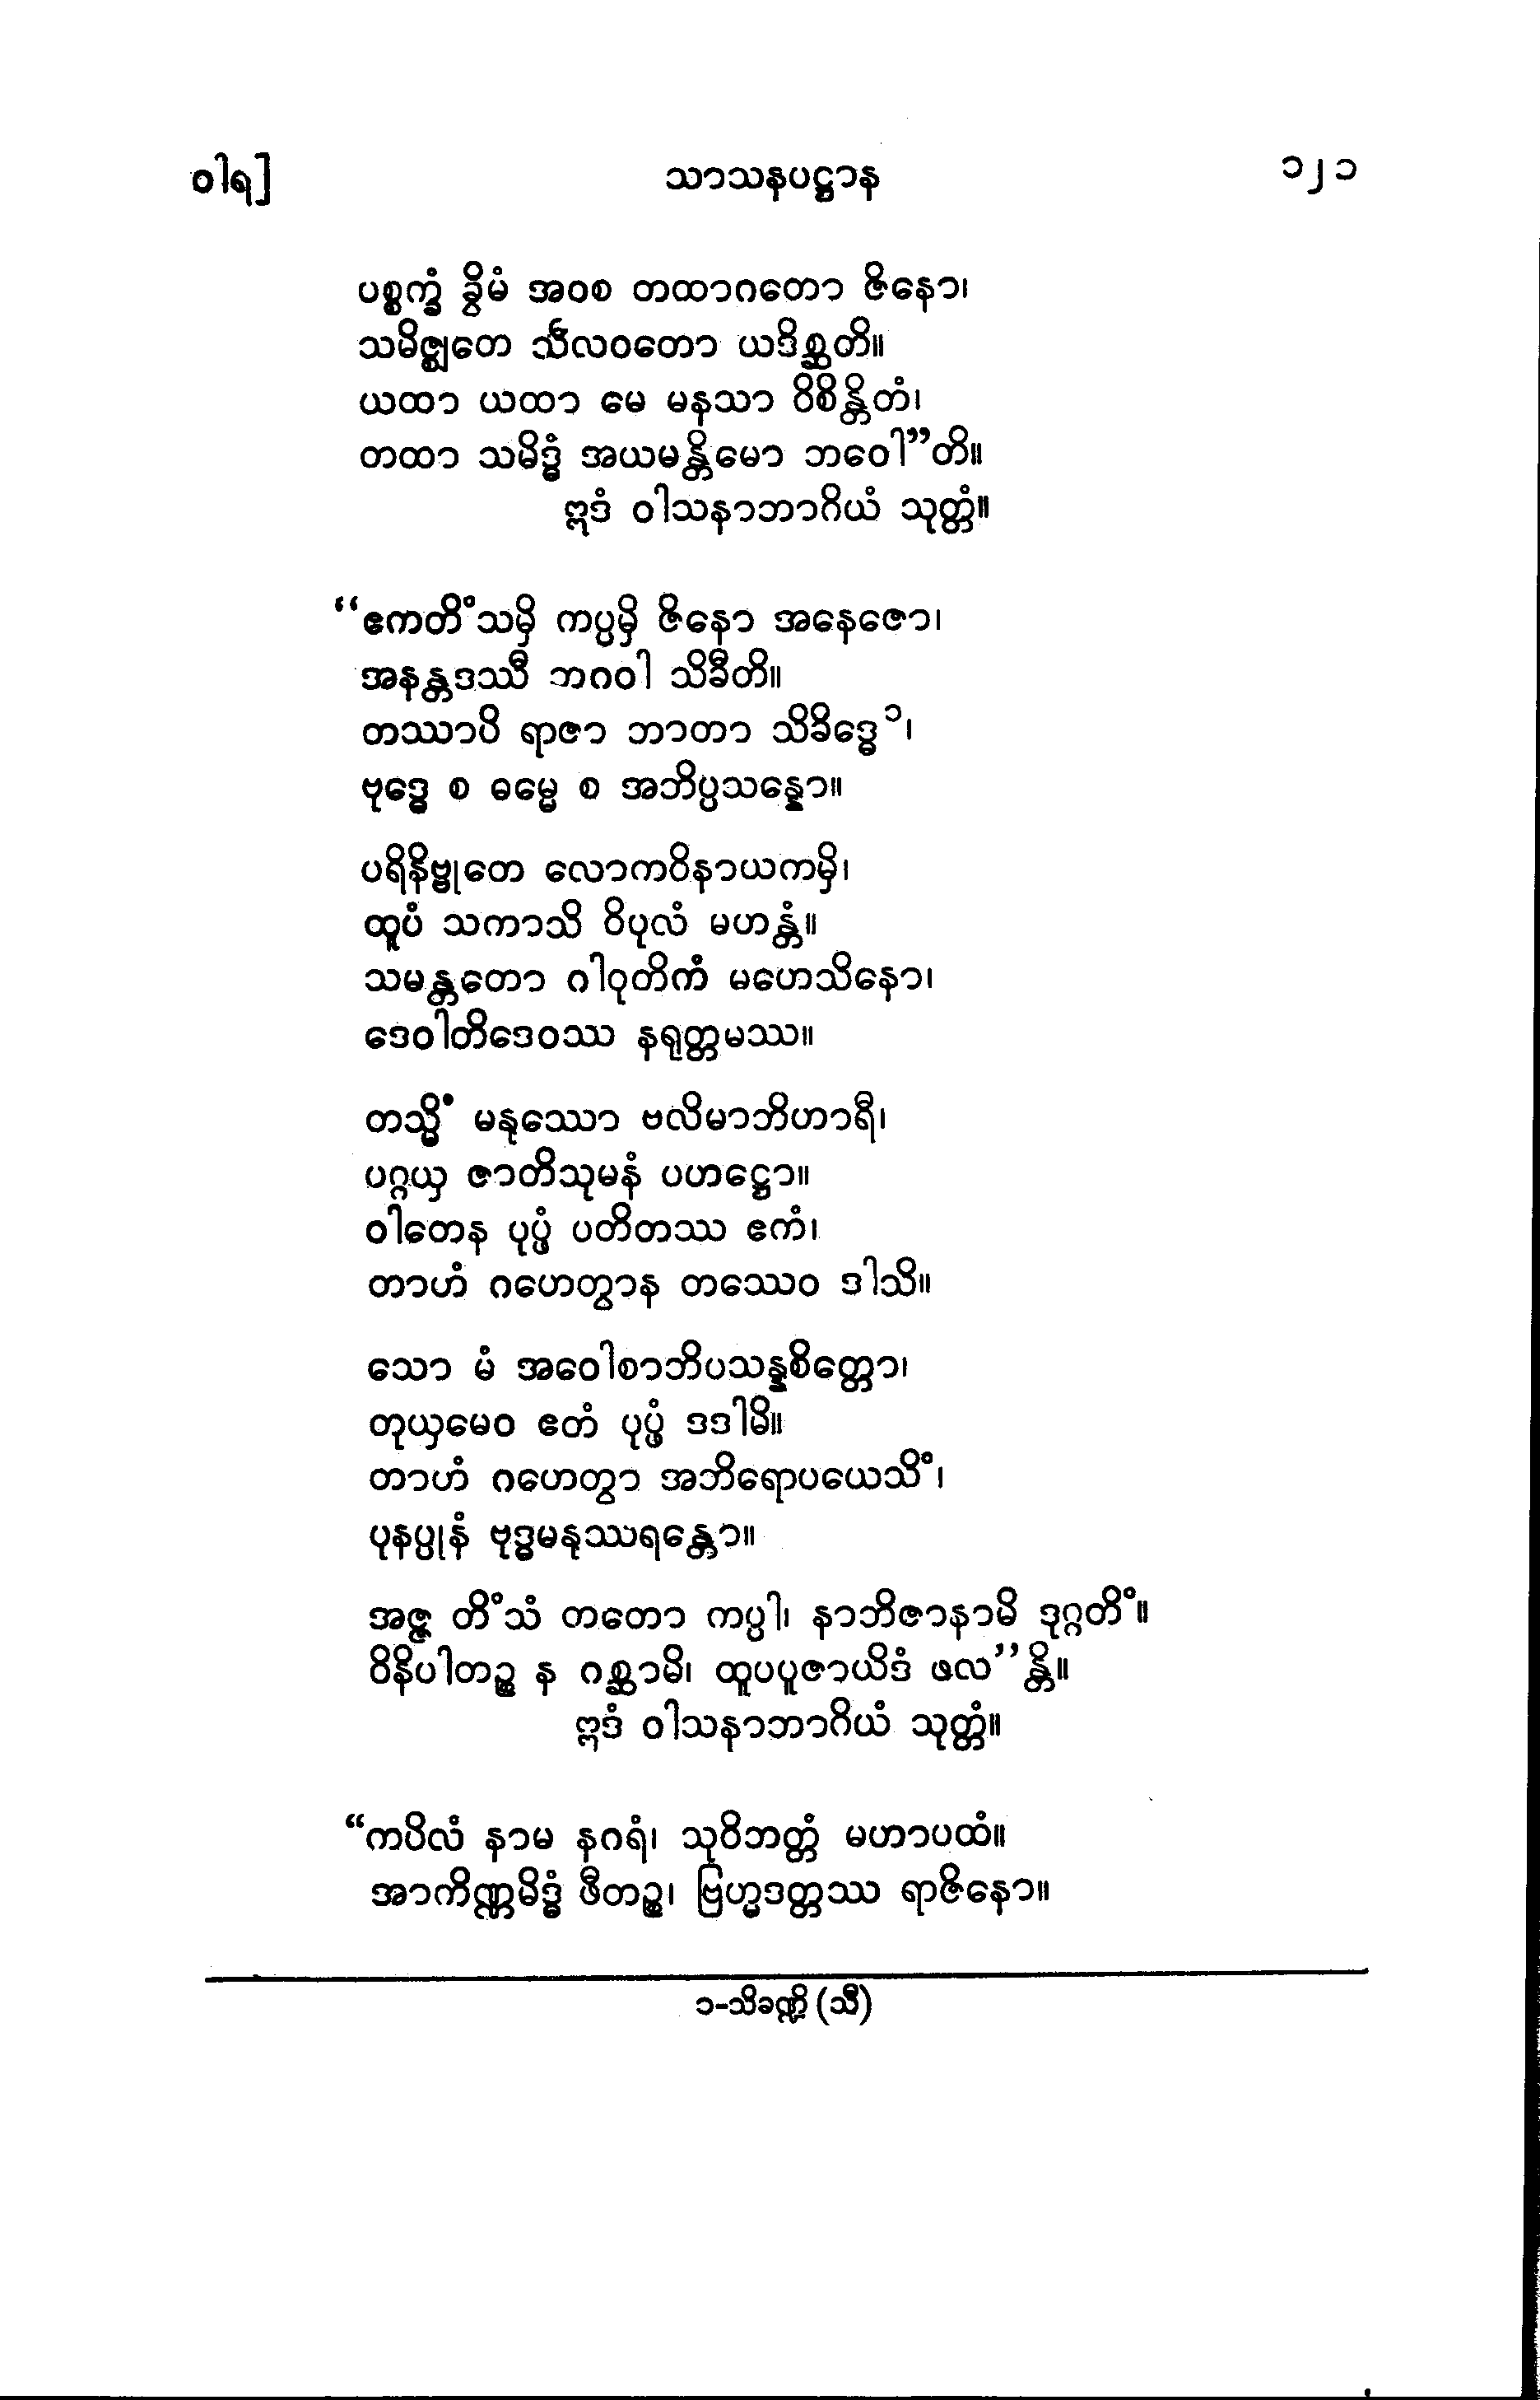 ဝါရ]
သာသနပဋ္ဌာန
၁၂၁
ပစ္စက္ခံ ခွိမံ အဝစ တထာဂတော ဇိနော၊
သမိဇ္ဈတေ သီလဝတော ယဒိစ္ဆတိ။
ယထာ ယထာ မေ မနသာ ဝိစိန္တိတံ၊
တထာ သမိဒ္ဓံ အယမန္တိမော ဘဝေါ”တိ။
ဣဒံ ဝါသနာဘာဂိယံ သုတ္တံ။
“ဧကတိံသမှိ ကပ္ပမှိ ဇိနော အနေဇော၊
အနန္တဒဿီ ဘဂဝါ သိခီတိ။
တဿာပိ ရာဇာ ဘာတာ သိခိဒ္ဓေ၁၊
ဗုဒ္ဓေ စ ဓမ္မေ စ အဘိပ္ပသန္နော။
ပရိနိဗ္ဗုတေ လောကဝိနာယကမှိ၊
ထူပံ သကာသိ ဝိပုလံ မဟန္တံ။
သမန္တတော ဂါဝုတိကံ မဟေသိနော၊
ဒေဝါတိဒေဝဿ နရုတ္တမဿ။
တသ္မိံ မနုဿော ဗလိမာဘိဟာရီ၊
ပဂ္ဂယှ ဇာတိသုမနံ ပဟဋ္ဌော။
ဝါတေန ပုပ္ဖံ ပတိတဿ ဧကံ၊
တာဟံ ဂဟေတွာန တဿေဝ ဒါသိ။
သော မံ အဝေါစာဘိပသန္နစိတ္တော၊
တုယှမေဝ ဧတံ ပုပ္ဖံ ဒဒါမိ။
တာဟံ ဂဟေတွာ အဘိရောပယေသိံ၊
ပုနပ္ပုနံ ဗုဒ္ဓမနုဿရန္တော။
အဇ္ဇ တိံသံ တတော ကပ္ပါ၊ နာဘိဇာနာမိ ဒုဂ္ဂတိံ။
ဝိနိပါတဉ္စ န ဂစ္ဆာမိ၊ ထူပပူဇာယိဒံ ဖလ”န္တိ။
ဣဒံ ဝါသနာဘာဂိယံ သုတ္တံ။
“ကပိလံ နာမ နဂရံ၊ သုဝိဘတ္တံ မဟာပထံ။
အာကိဏ္ဏမိဒ္ဓံ ဖီတဉ္စ၊ ဗြဟ္မဒတ္တဿ ရာဇိနော။
၁-သိခဏ္ဍိ (သီ)